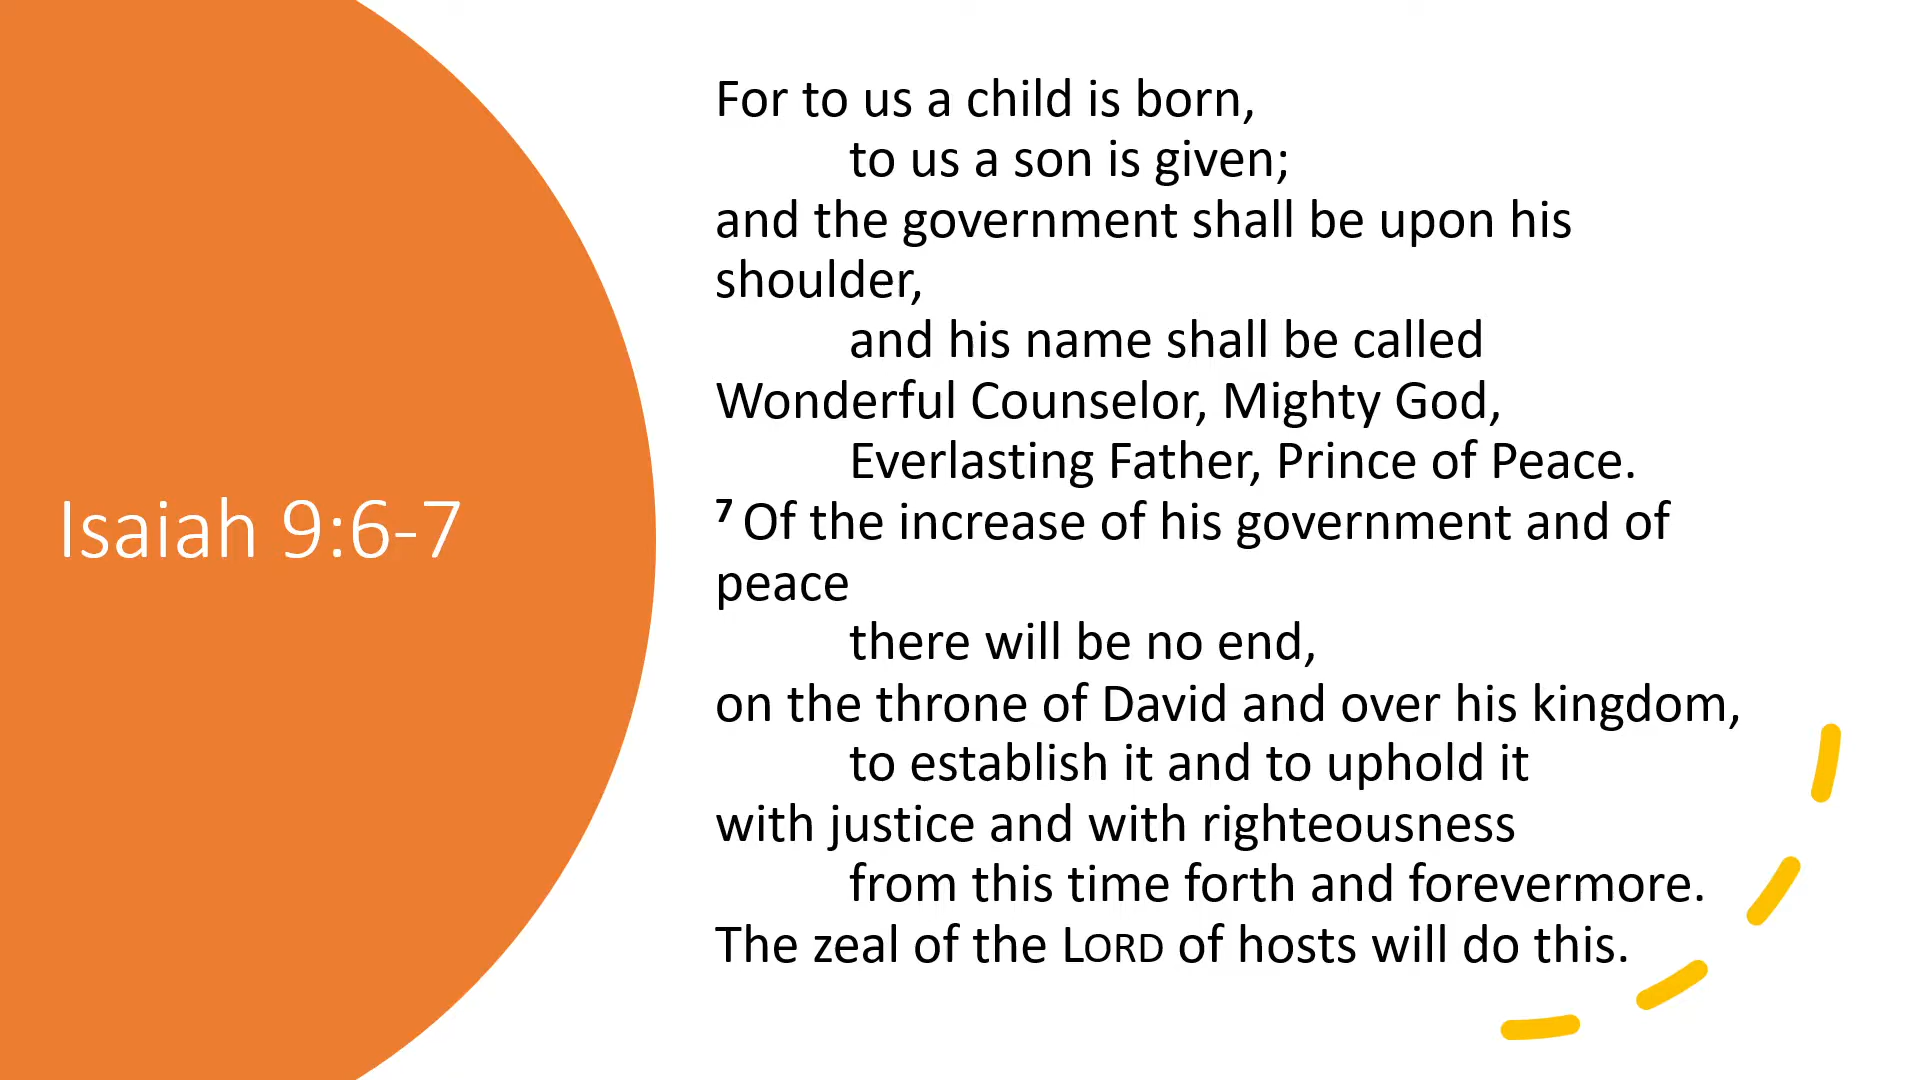 Isaiah 9:6-7
For to us a child is born,
to us a son is given;
and the government shall be upon his
shoulder,
and his name shall be called
Wonderful Counselor, Mighty God,
Everlasting Father, Prince of Peace.
7 Of the increase of his government and of
peace
there will be no end,
on the throne of David and over his kingdom,
to establish it and to uphold it
with justice and with righteousness
from this time forth and forevermore.
The zeal of the LORD of hosts will do this.